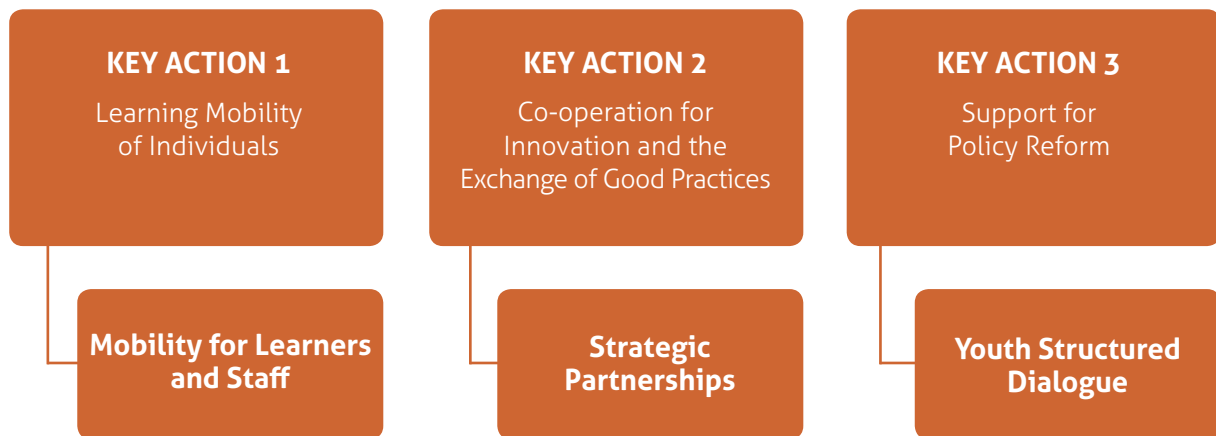 KEY ACTION 1
Learning Mobility
of Individuals
Mobility for Learners
and Staff
KEY ACTION 2
Co-operation for
Innovation and the
Exchange of Good Practices
Strategic
Partnerships
KEY ACTION 3
Support for
Policy Reform
Youth Structured
Dialogue